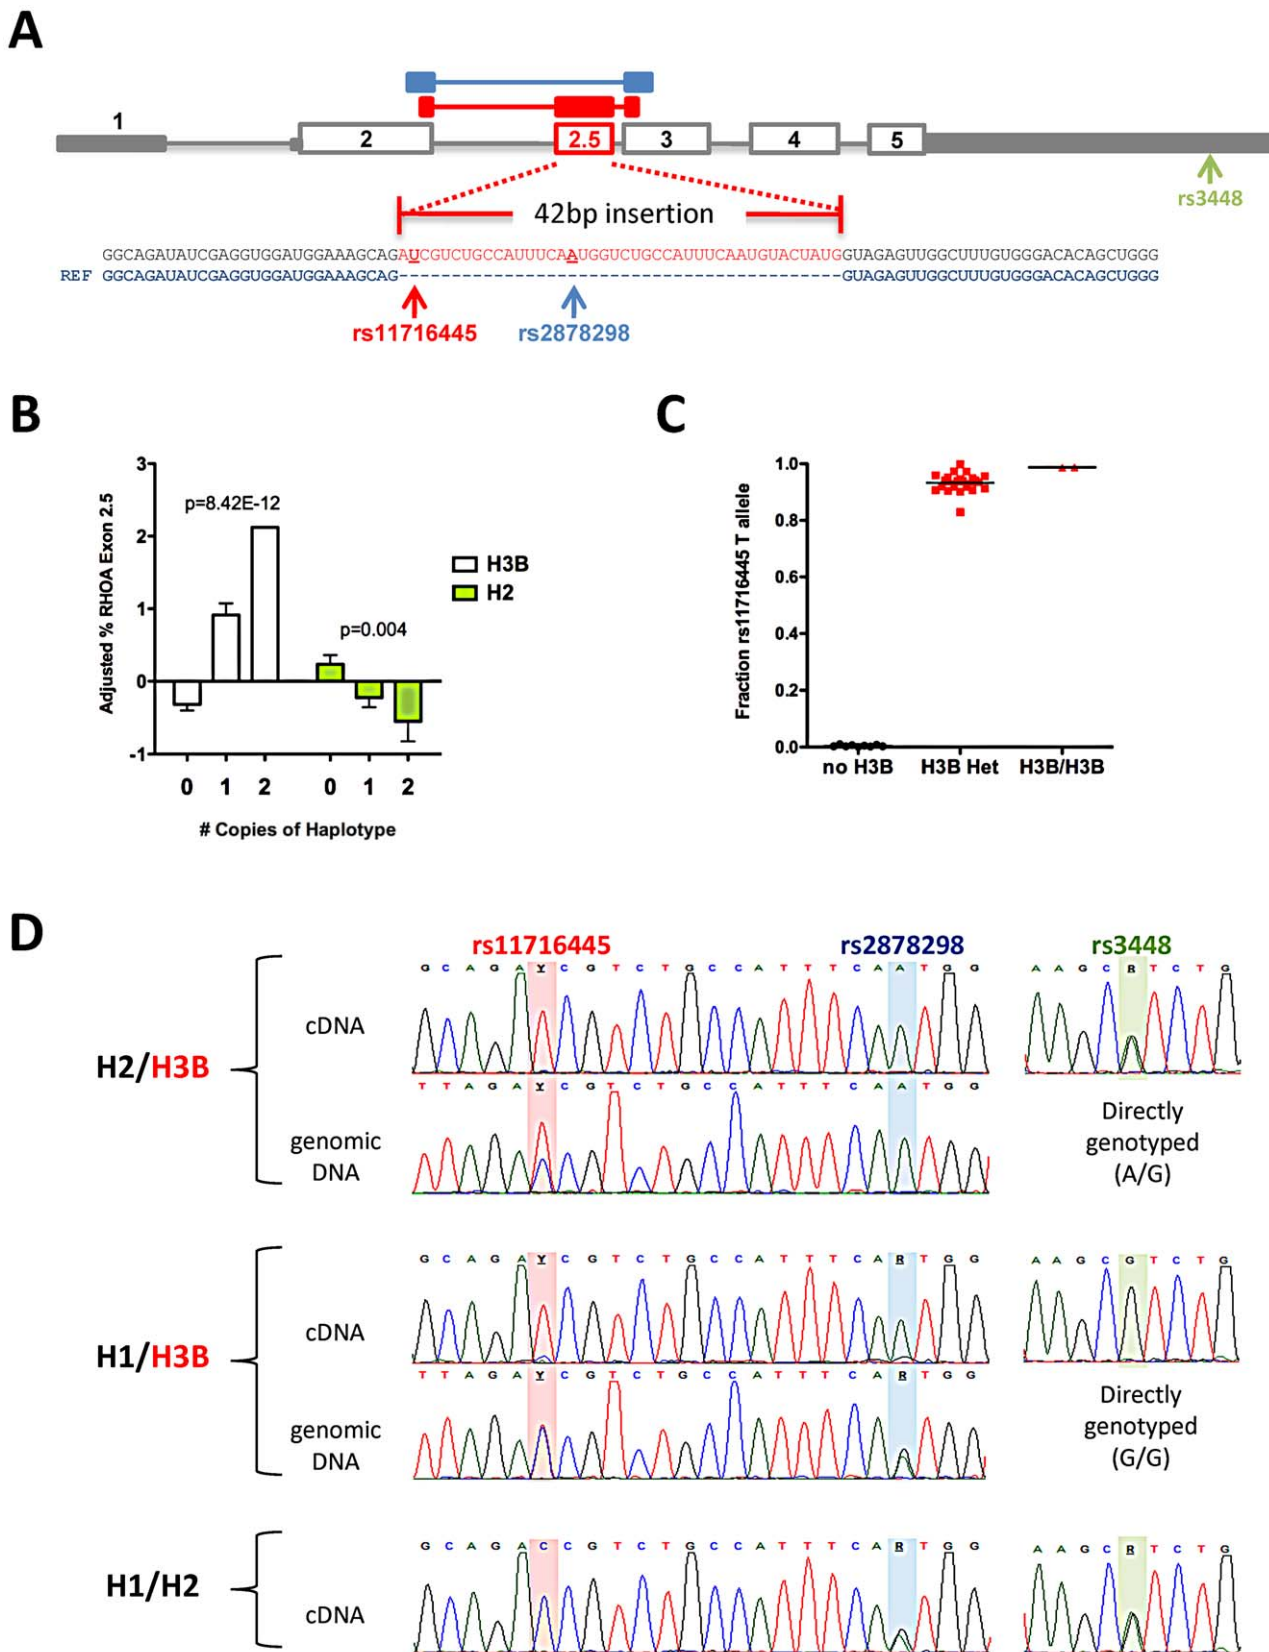 A
1
2
2.5
3
4
5
rs3448
42bp insertion
GGCAGAUAUCGAGGUGGAUGGAAAGCAGAUCGUCUGCCAUUUCAAUGGUCUGCCAUUUCAAUGUACUAUGGUAGAGUUGGCUUUGUGGGACACAGCUGGG
REF GGCAGAUAUCGAGGUGGAUGGAAAGCAG------------------------------------------GUAGAGUUGGCUUUGUGGGACACAGCUGGG
rs11716445 rs2878298
B
Adjusted % RHOA Exon 2.5
3
2
1
0
-1
p=8.42E-12
p=0.004
H3B
H2
0 1 2 0 1 2
# Copies of Haplotype
C
Fraction rs11716445 T allele
1.0
0.8
0.6
0.4
0.2
0.0
no H3B H3B Het H3B/H3B
D
rs11716445 rs2878298 rs3448
H2/H3B
cDNA
G C A G A Y C G T C T G C C A T T T C A A T G G
A A G C R T C T G
genomic DNA
T T A G A Y C G T C T G C C A T T T C A A T G G
Directly
genotyped
(A/G)
H1/H3B
cDNA
G C A G A Y C G T C T G C C A T T T C A R T G G
A A G C G T C T G
genomic DNA
T T A G A Y C G T C T G C C A T T T C A R T G G
Directly
genotyped
(G/G)
H1/H2
cDNA
G C A G A C C G T C T G C C A T T T C A R T G G
A A G C R T C T G